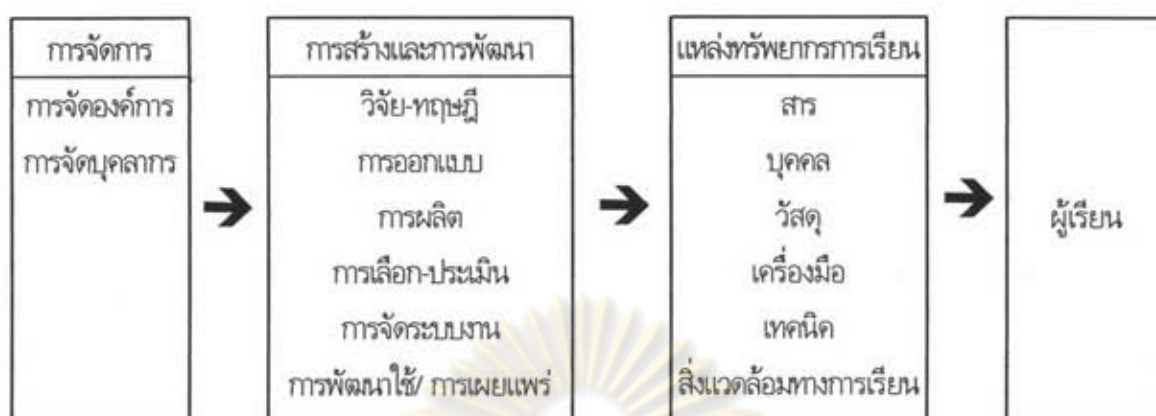 การจัดการ
การจัดองค์การ
การจัดบุคลากร
การสร้างและการพัฒนา
วิจัย-ทฤษฎี
การออกแบบ
การผลิต
การเลือก-ประเมิน
การจัดระบบงาน
การพัฒนาใช้/ การเผยแพร่
แหล่งทรัพยากรการเรียน
สาร
บุคคล
วัสดุ
เครื่องมือ
เทคนิค
สิ่งแวดล้อมทางการเรียน
ผู้เรียน